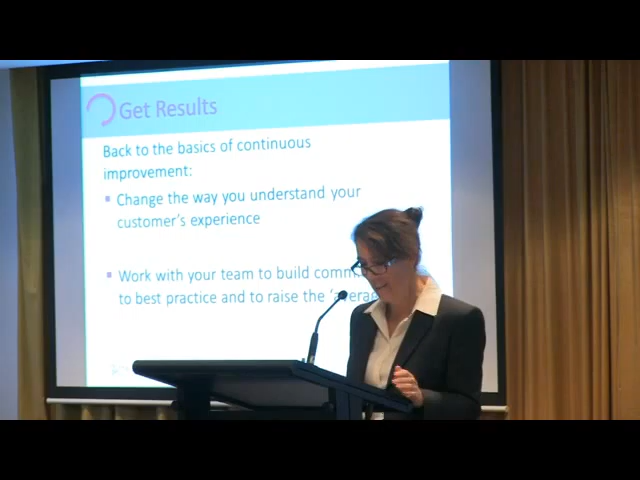 Get Results
Back to the basics of continuous
improvement:
Change the way you understand your
customer's experience
Work with your team to build
to best practice and to raise the